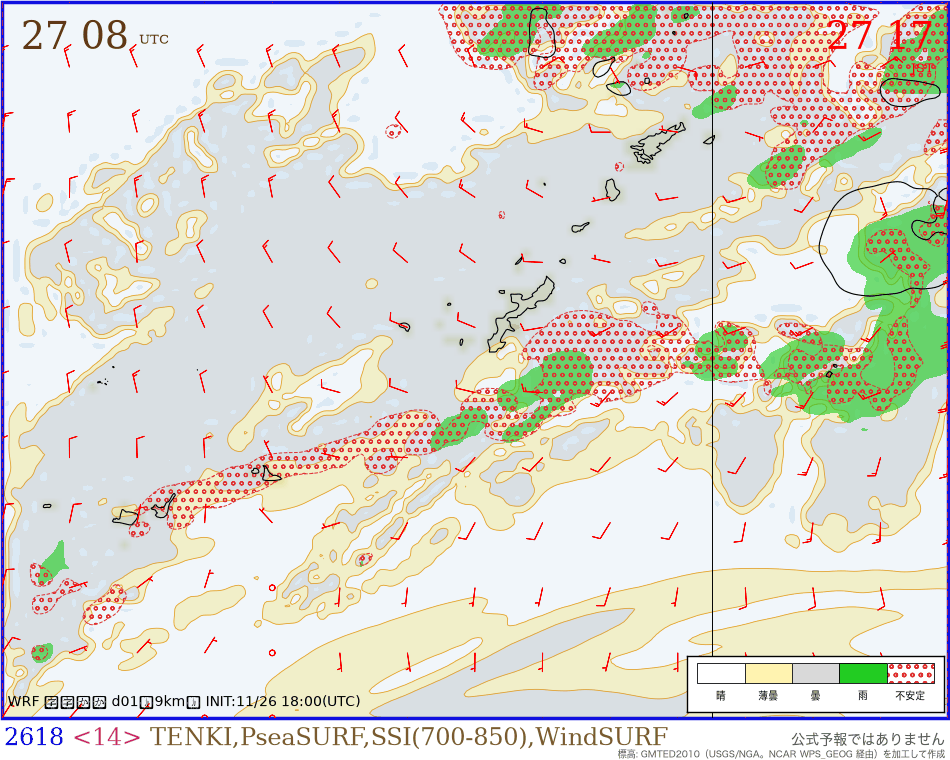 27 08 UTC
27 17
JST
WRF d01 9km INIT:11/26 18:00(UTC)
晴 薄曇 曇 雨 不安定
2618 <14> TENKI,PseaSURF,SSI(700-850),WindSURF
公式予報ではありません
標高: GMTED2010（USGS/NGA。NCAR WPS_GEOG 経由）を加工して作成